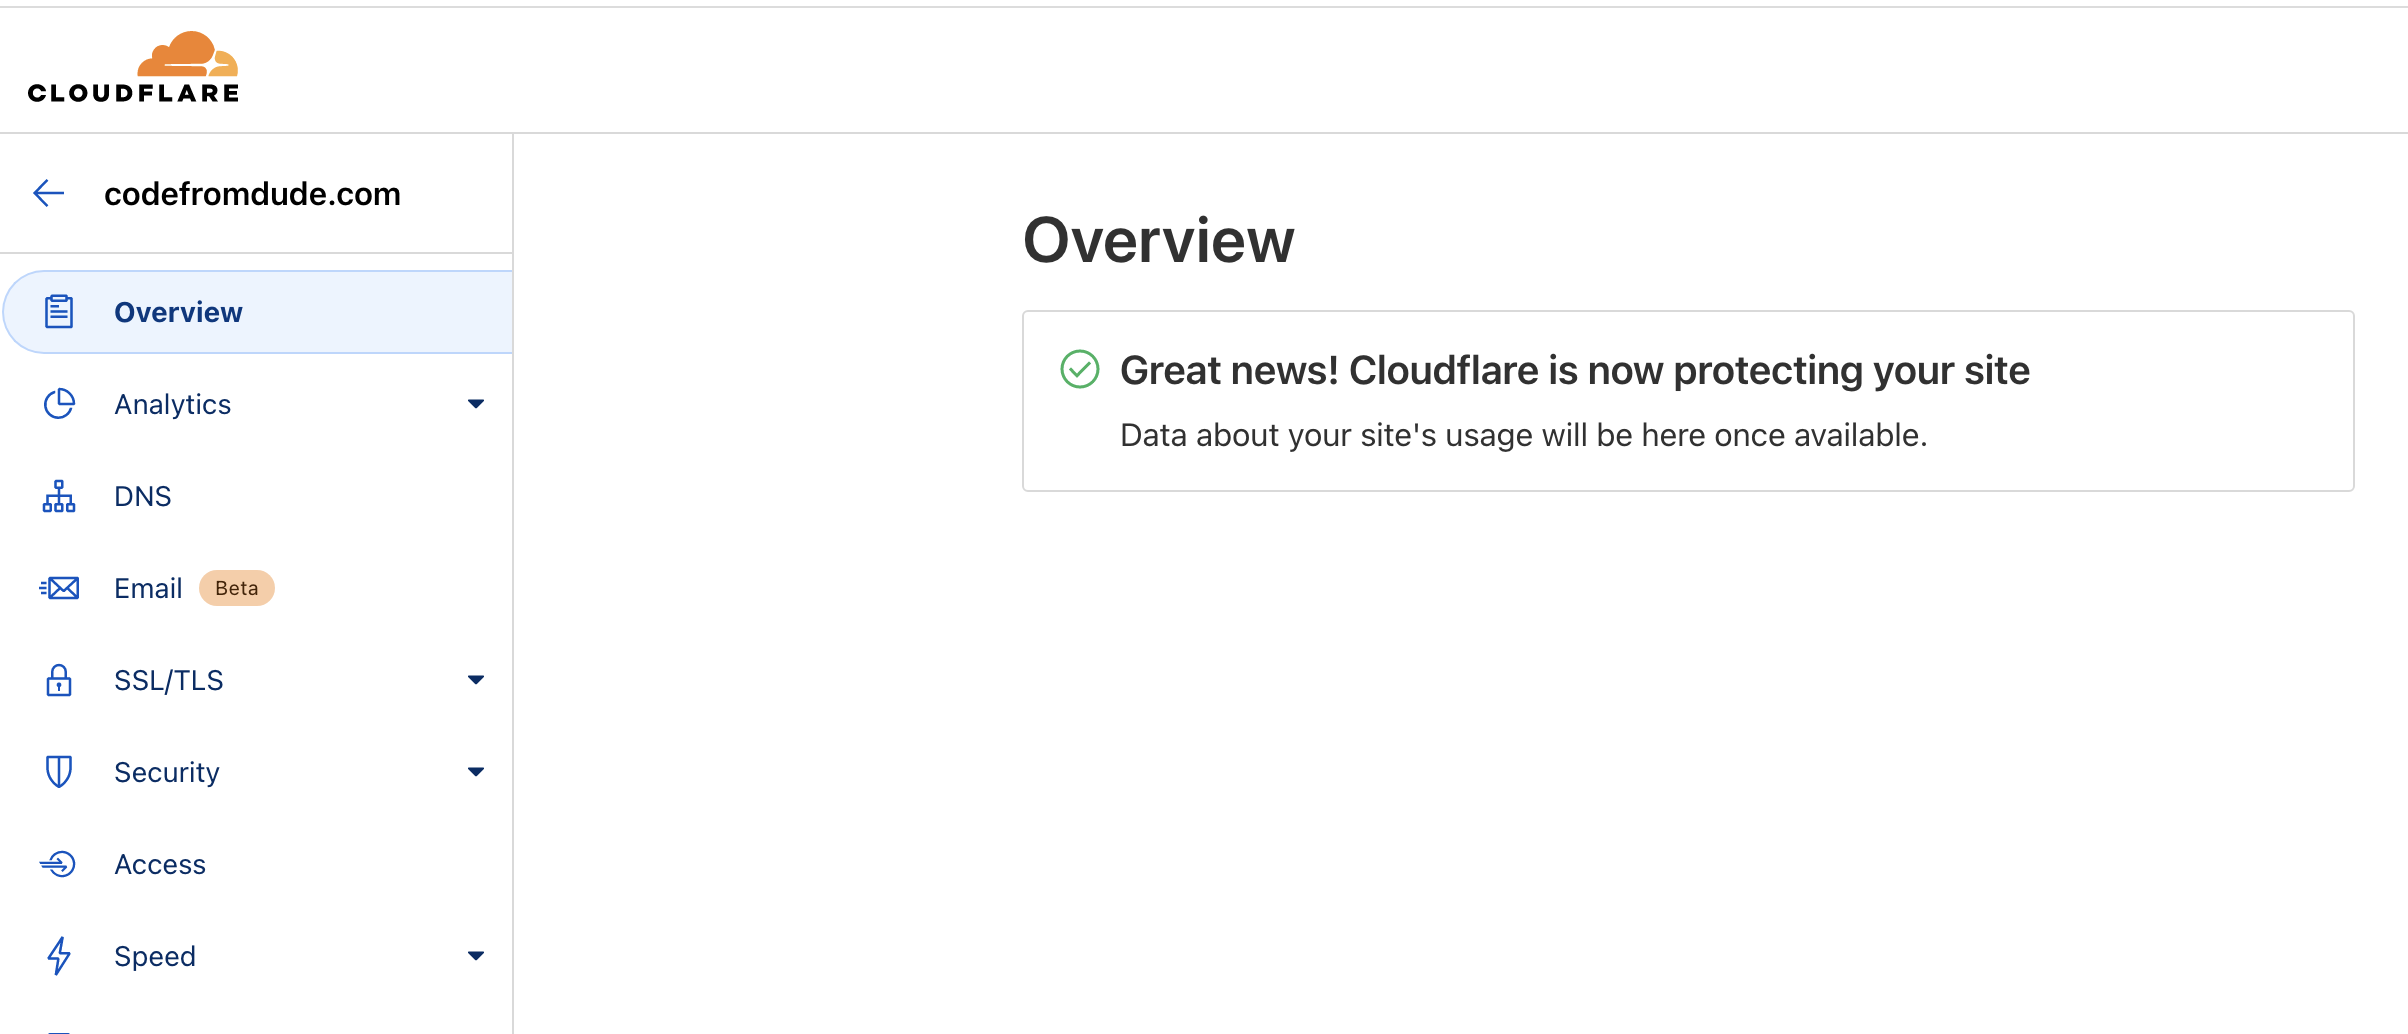 CLOUDFLARE
codefromdude.com
Overview
Analytics
DNS
Email Beta
SSL/TLS
Security
Access
Speed
Overview
Great news! Cloudflare is now protecting your site
Data about your site's usage will be here once available.